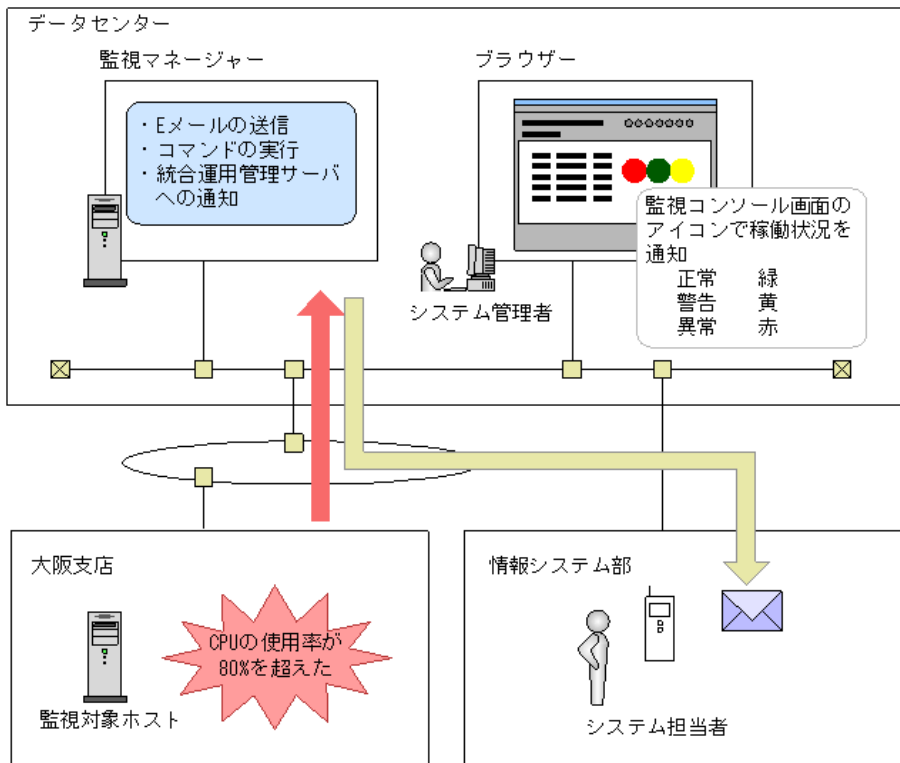 データセンター
監視マネージャー
ブラウザー
・Eメールの送信
・コマンドの実行
・統合運用管理サーバ
への通知
監視コンソール画面の
アイコンで稼働状況を
通知
正常 緑
警告 黄
異常 赤
システム管理者
大阪支店
CPUの使用率が
80%を超えた
監視対象ホスト
情報システム部
システム担当者